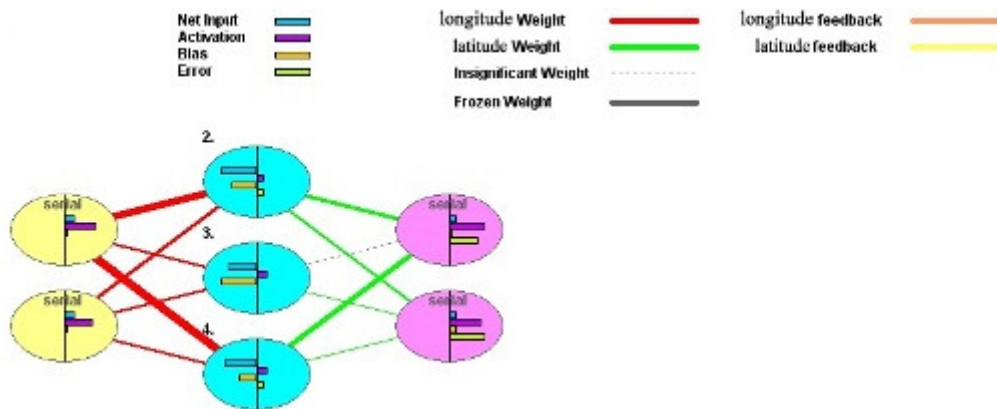 Net Input
Activation
Bias
Error
longitude Weight
latitude Weight
Insignificant Weight
Frozen Weight
longitude feedback
latitude feedback
2.
serial
serial
3.
serial
serial
4.